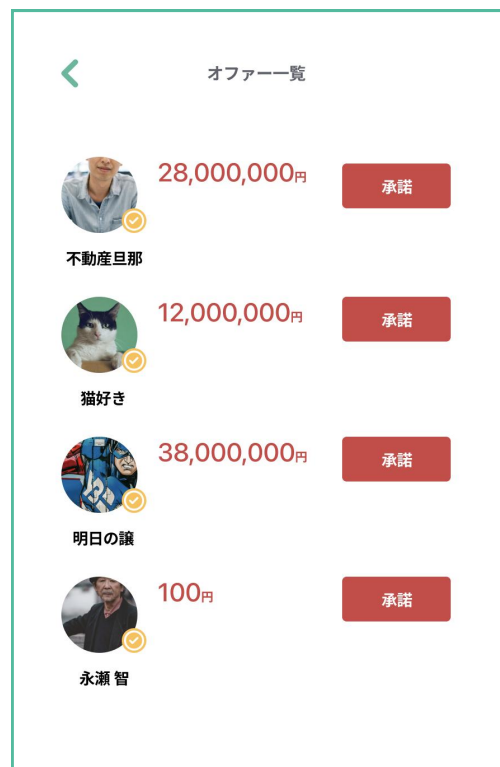 オファー一覧
28,000,000円
承諾
不動産旦那
12,000,000円
承諾
猫好き
38,000,000円
承諾
明日の譲
100円
承諾
永瀬 智